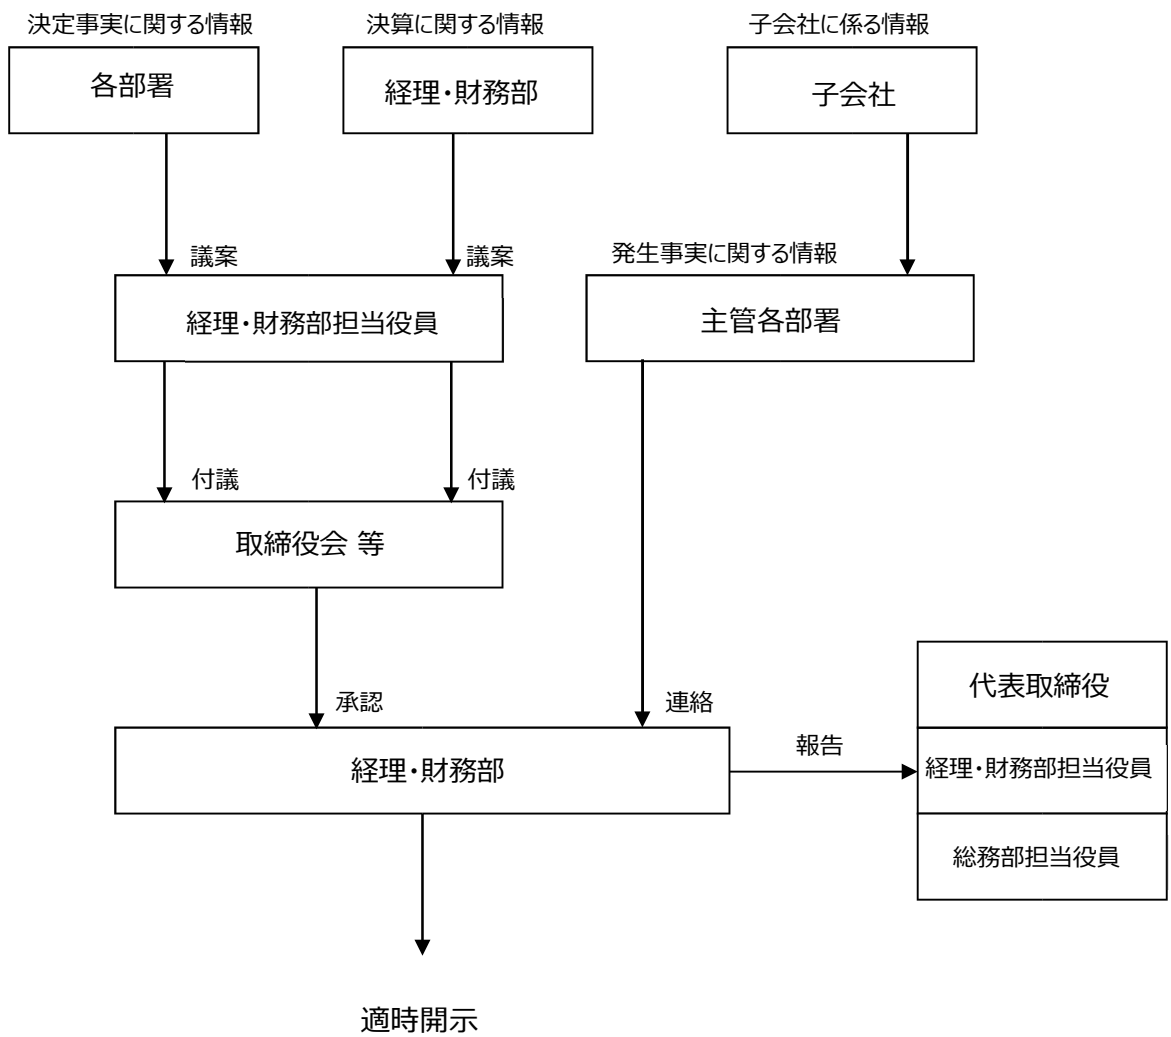 決定事実に関する情報
決算に関する情報
子会社に係る情報
各部署
経理・財務部
子会社
議案
議案
発生事実に関する情報
経理・財務部担当役員
主管各部署
付議
付議
取締役会 等
承認
連絡
代表取締役
経理・財務部
報告
経理・財務部担当役員
総務部担当役員
適時開示